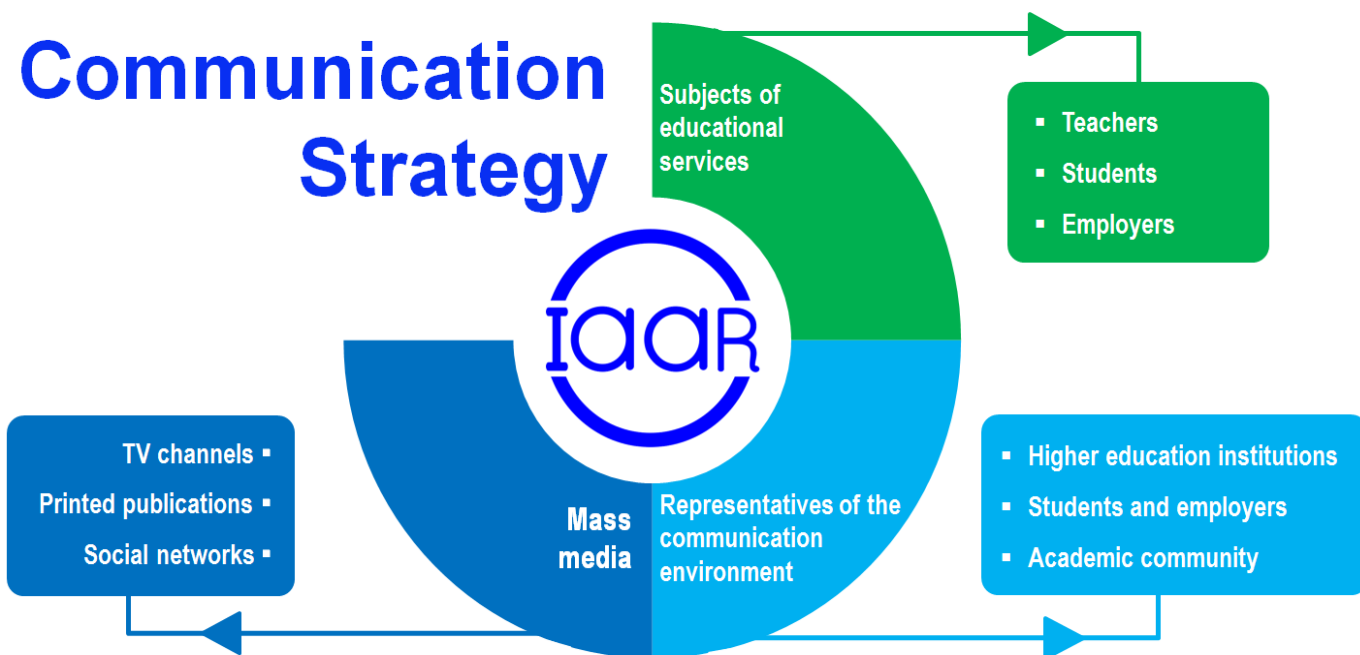 Communication
Strategy
Subjects of
educational
services
▪ Teachers
▪ Students
▪ Employers
IaaR
TV channels ▪
Printed publications ▪
Social networks ▪
Mass
media
Representatives of the
communication
environment
▪ Higher education institutions
▪ Students and employers
▪ Academic community